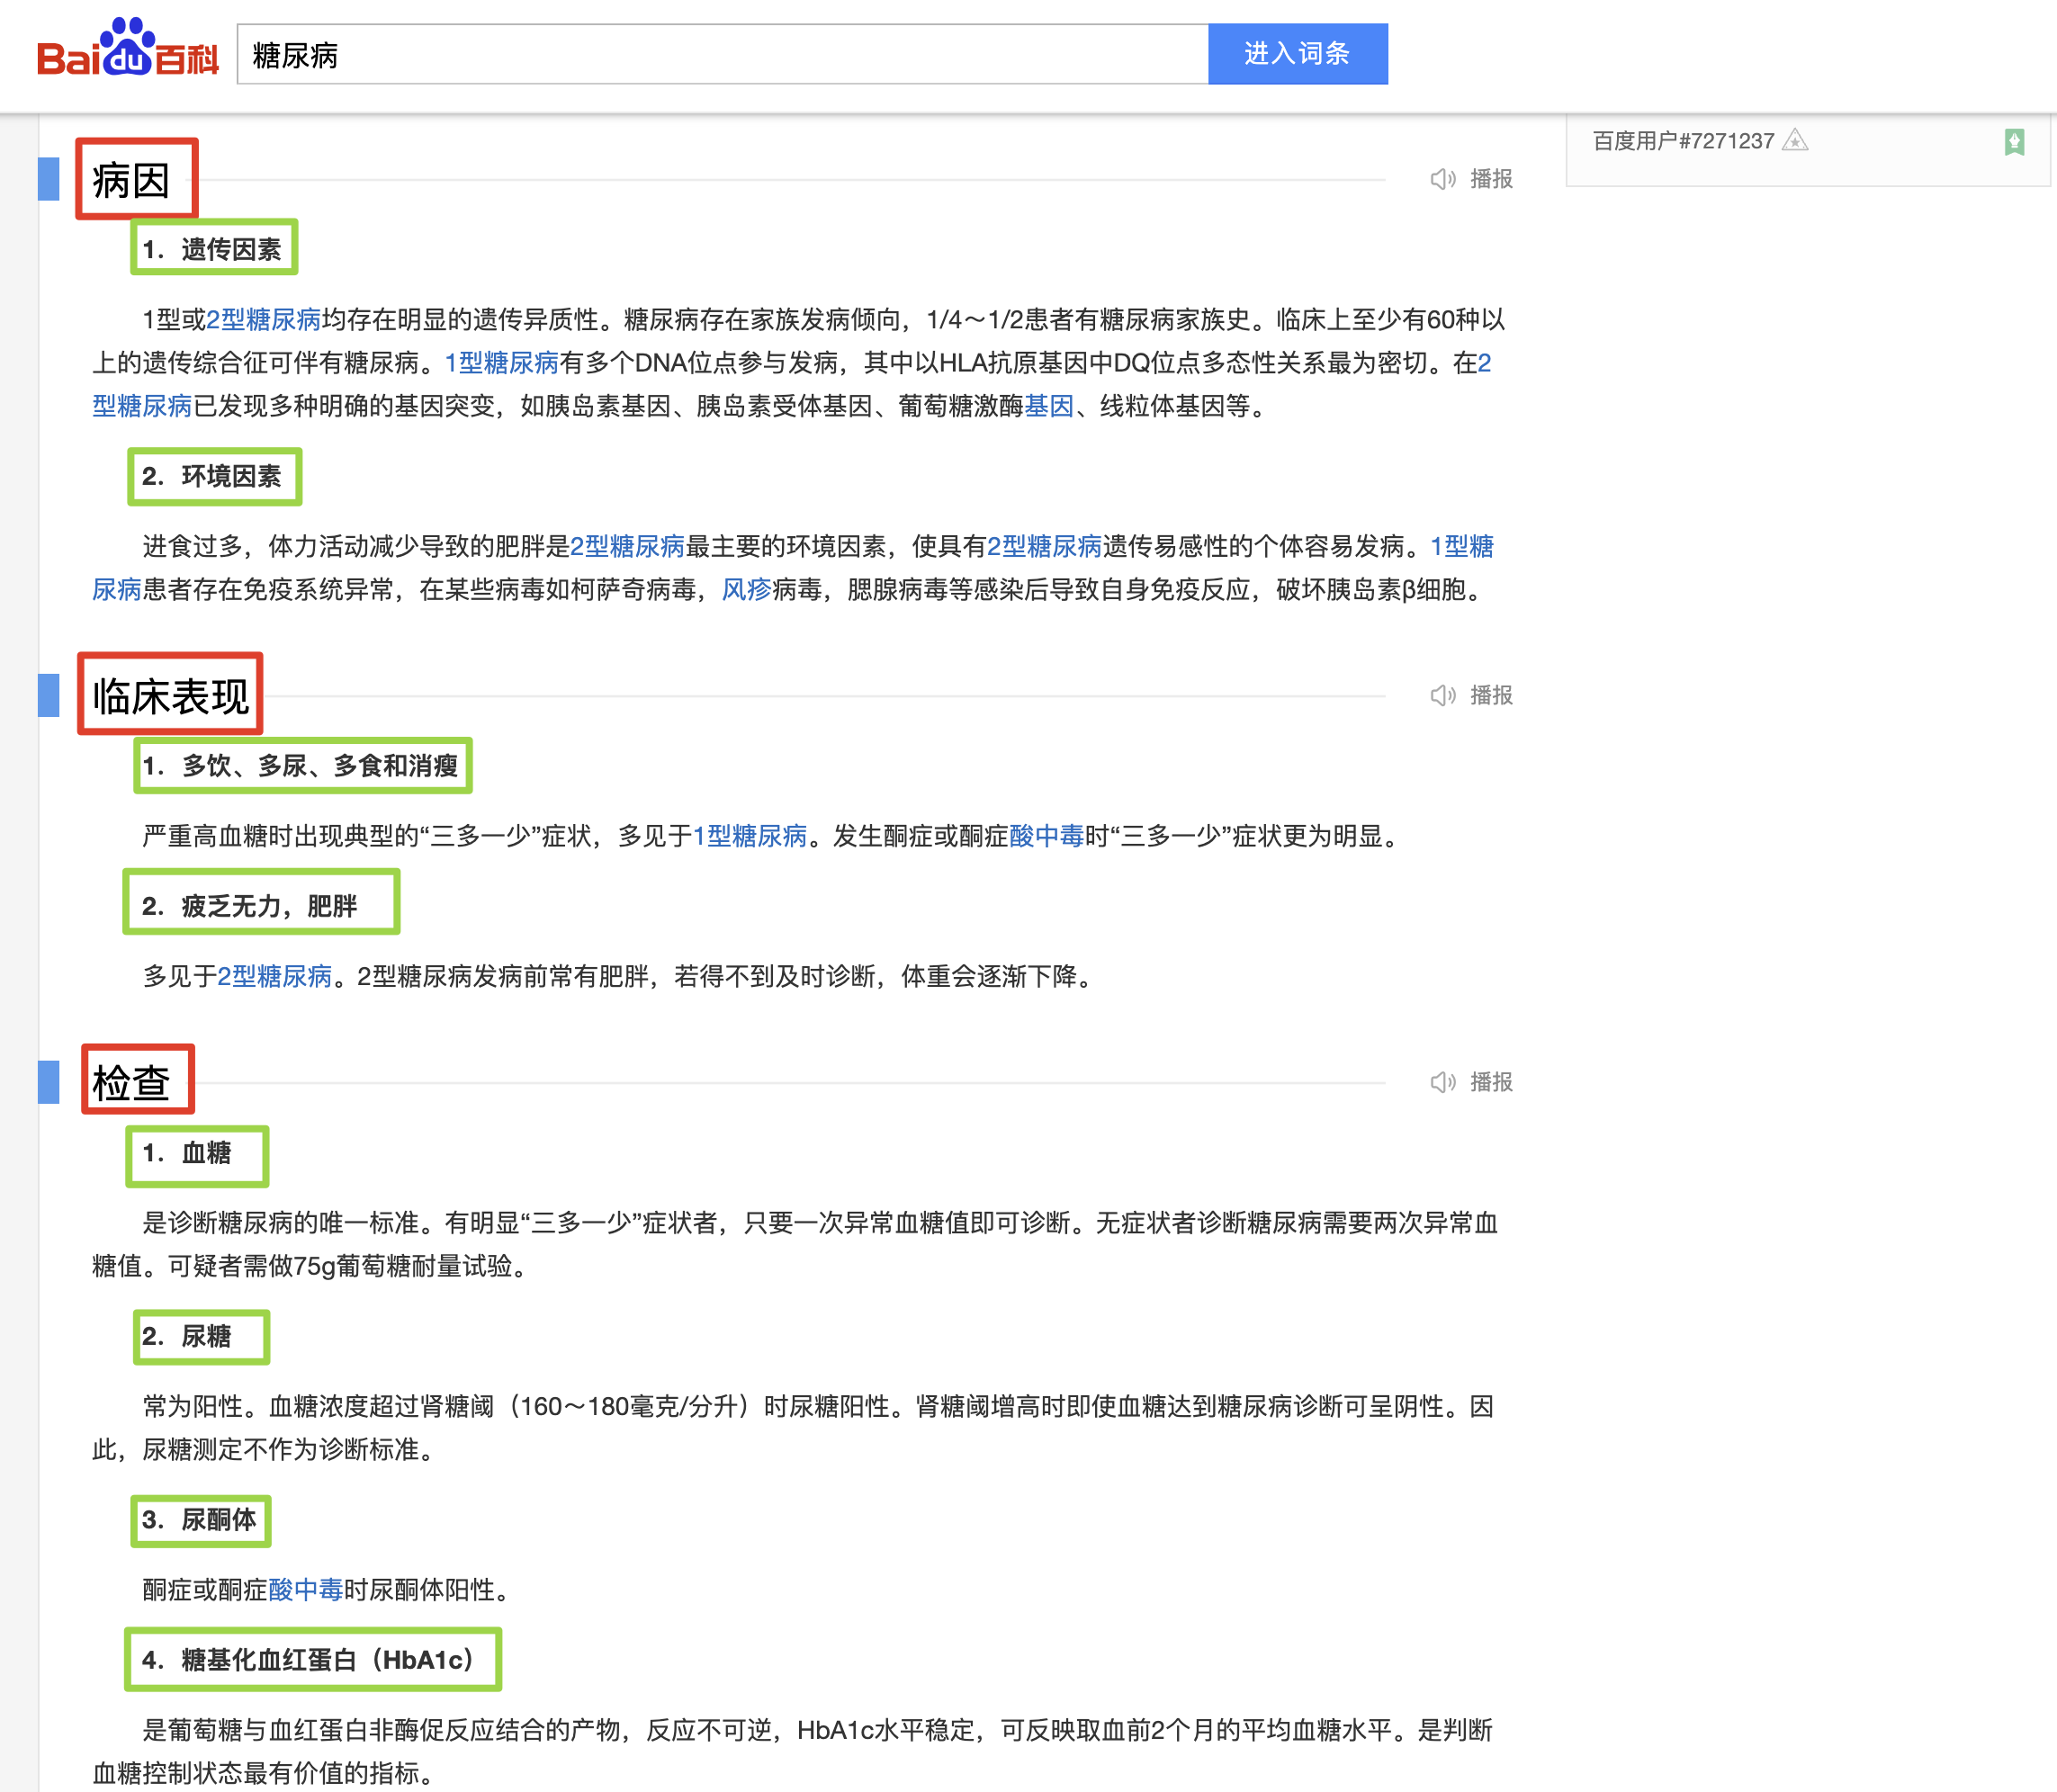 Bai du 百科
糖尿病
进入词条
百度用户#7271237
病因
播报
1. 遗传因素
1型或2型糖尿病均存在明显的遗传异质性。糖尿病存在家族发病倾向，1/4～1/2患者有糖尿病家族史。临床上至少有60种以
上的遗传综合征可伴有糖尿病。1型糖尿病有多个DNA位点参与发病，其中以HLA抗原基因中DQ位点多态性关系最为密切。在2
型糖尿病已发现多种明确的基因突变，如胰岛素基因、胰岛素受体基因、葡萄糖激酶基因、线粒体基因等。
2. 环境因素
进食过多，体力活动减少导致的肥胖是2型糖尿病最主要的环境因素，使具有2型糖尿病遗传易感性的个体容易发病。1型糖
尿病患者存在免疫系统异常，在某些病毒如柯萨奇病毒，风疹病毒，腮腺病毒等感染后导致自身免疫反应，破坏胰岛素β细胞。
临床表现
播报
1. 多饮、多尿、多食和消瘦
严重高血糖时出现典型的“三多一少”症状，多见于1型糖尿病。发生酮症或酮症酸中毒时“三多一少”症状更为明显。
2. 疲乏无力，肥胖
多见于2型糖尿病。2型糖尿病发病前常有肥胖，若得不到及时诊断，体重会逐渐下降。
检查
播报
1. 血糖
是诊断糖尿病的唯一标准。有明显“三多一少”症状者，只要一次异常血糖值即可诊断。无症状者诊断糖尿病需要两次异常血
糖值。可疑者需做75g葡萄糖耐量试验。
2. 尿糖
常为阳性。血糖浓度超过肾糖阈（160～180毫克/分升）时尿糖阳性。肾糖阈增高时即使血糖达到糖尿病诊断可呈阴性。因
此，尿糖测定不作为诊断标准。
3. 尿酮体
酮症或酮症酸中毒时尿酮体阳性。
4. 糖基化血红蛋白（HbA1c）
是葡萄糖与血红蛋白非酶促反应结合的产物，反应不可逆，HbA1c水平稳定，可反映取血前2个月的平均血糖水平。是判断
血糖控制状态最有价值的指标。